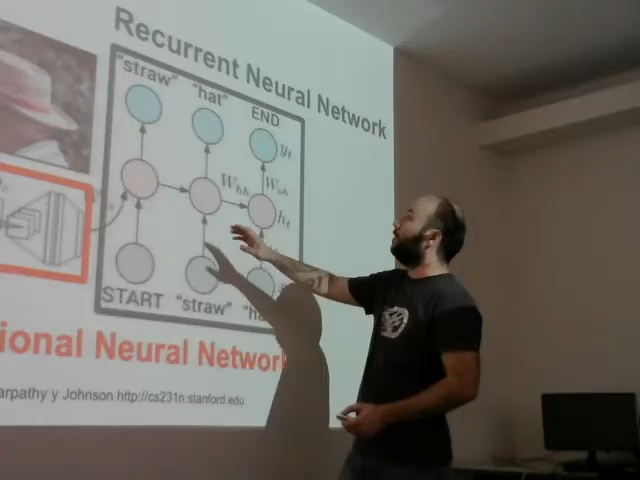 Recurrent Neural Network
"straw" "hat" END
y_t
W_hh W_oh
h_t
START "straw" "ha
ional Neural Network
arpathy y Johnson http://cs231n.stanford.edu